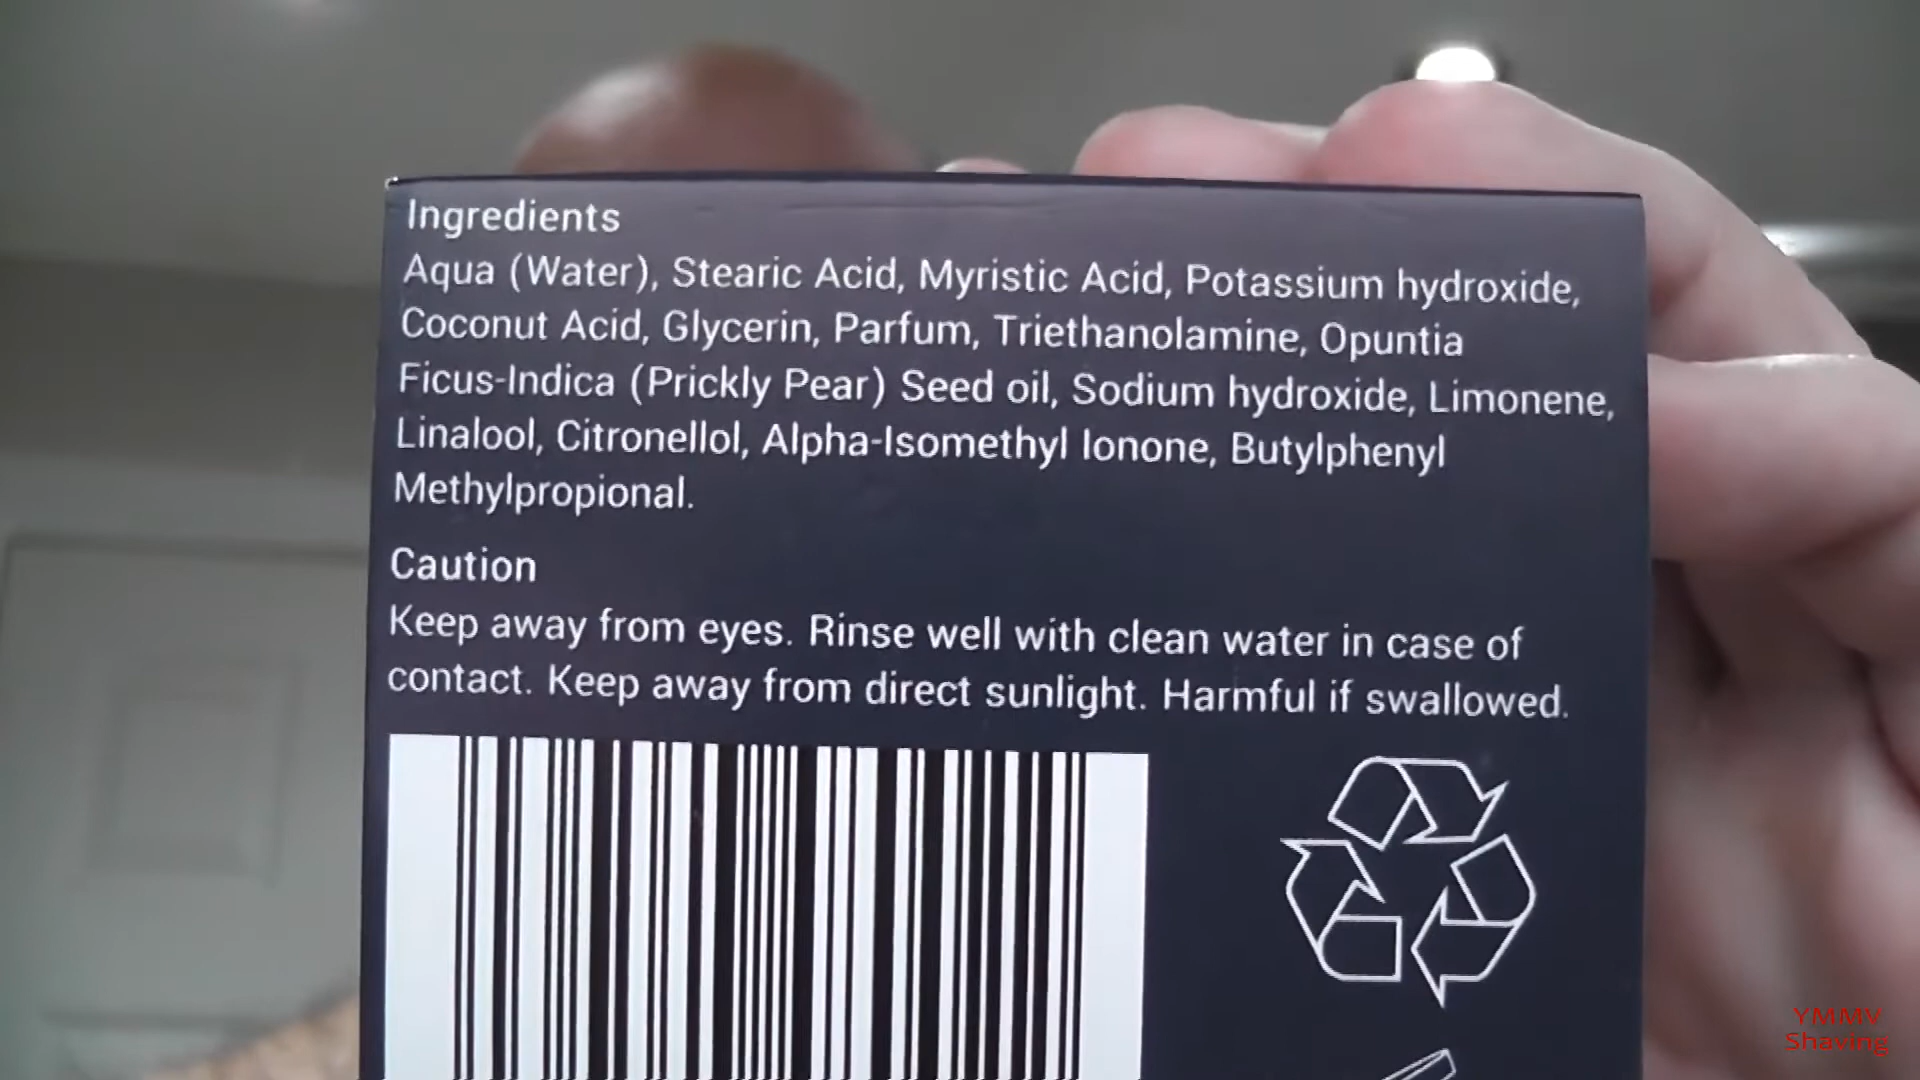 Ingredients
Aqua (Water), Stearic Acid, Myristic Acid, Potassium hydroxide,
Coconut Acid, Glycerin, Parfum, Triethanolamine, Opuntia
Ficus-Indica (Prickly Pear) Seed oil, Sodium hydroxide, Limonene,
Linalool, Citronellol, Alpha-Isomethyl Ionone, Butylphenyl
Methylpropional.
Caution
Keep away from eyes. Rinse well with clean water in case of
contact. Keep away from direct sunlight. Harmful if swallowed.
YMMV
Shaving